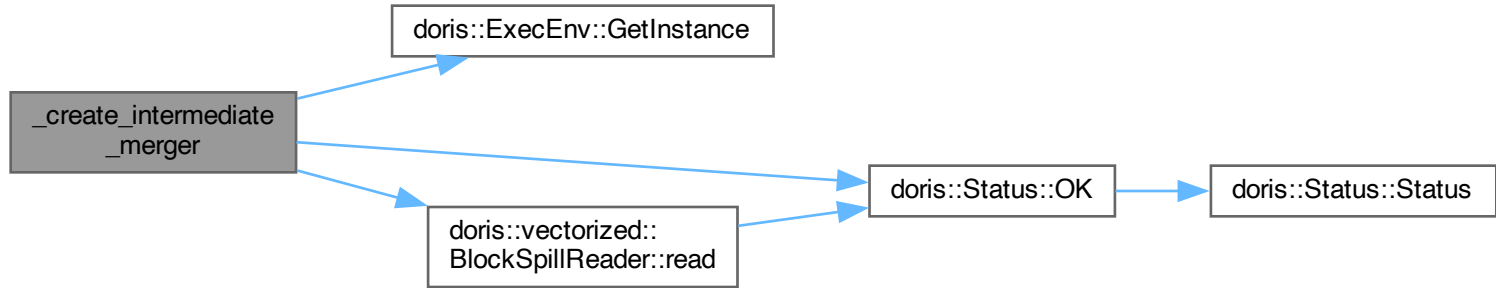 doris::ExecEnv::GetInstance
_create_intermediate
_merger
doris::Status::OK
doris::Status::Status
doris::vectorized::
BlockSpillReader::read